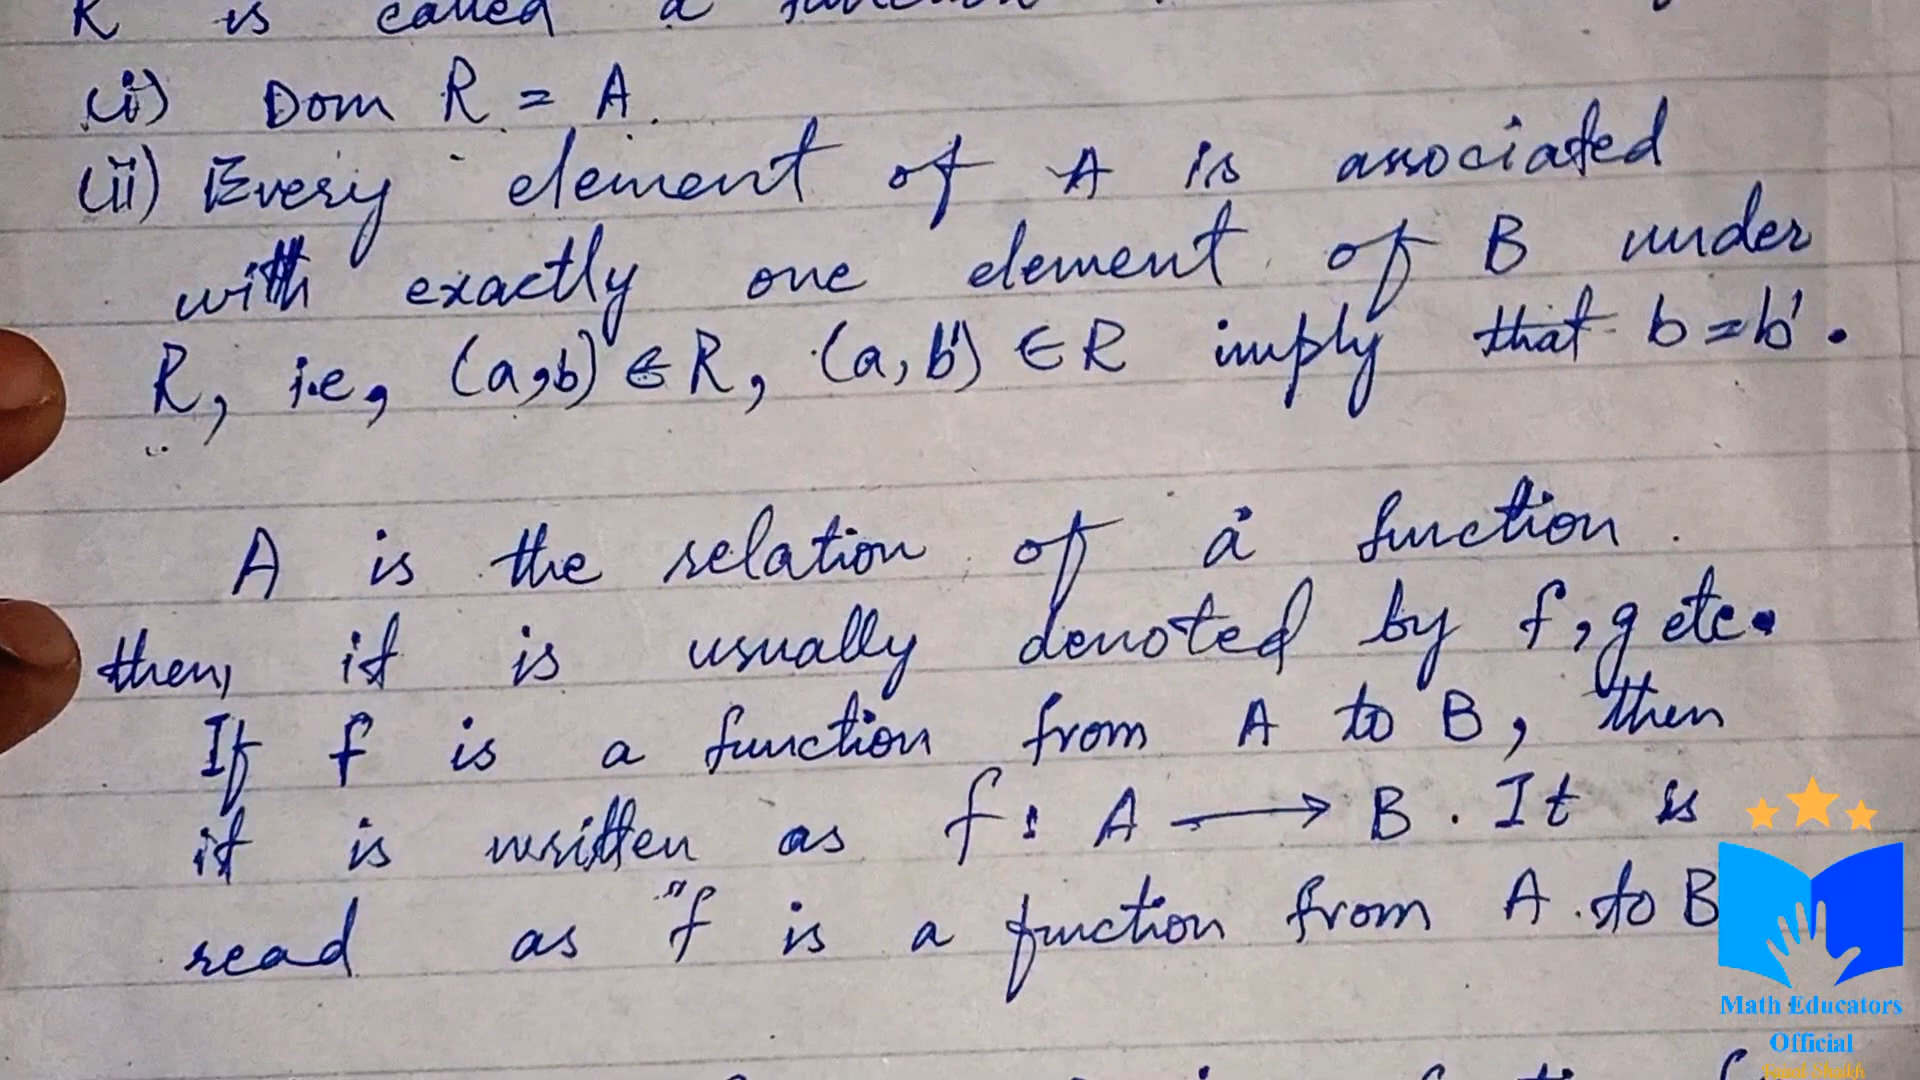 R is called a function
(i) Dom R = A.
(ii) Every element of A is associated
with exactly one element of B under
R, i.e, (a,b) ∈ R, (a, b') ∈ R imply that b = b'.
A is the relation of a function.
then, it is usually denoted by f, g etc.
If f is a function from A to B, then
it is written as f : A ⟶ B. It is
read as "f is a function from A to B
Math Educators
Official